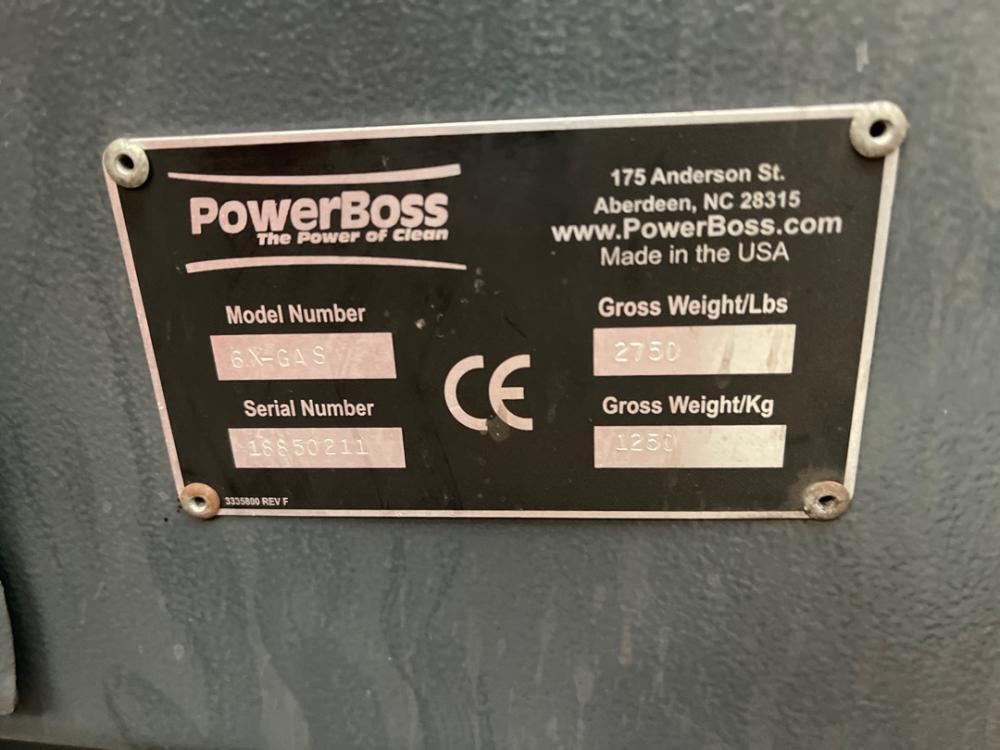 PowerBoss
The Power of Clean
175 Anderson St.
Aberdeen, NC 28315
www.PowerBoss.com
Made in the USA
Model Number
6X-GAS
Serial Number
18850211
3335800 REV F
CE
Gross Weight/Lbs
2750
Gross Weight/Kg
1250